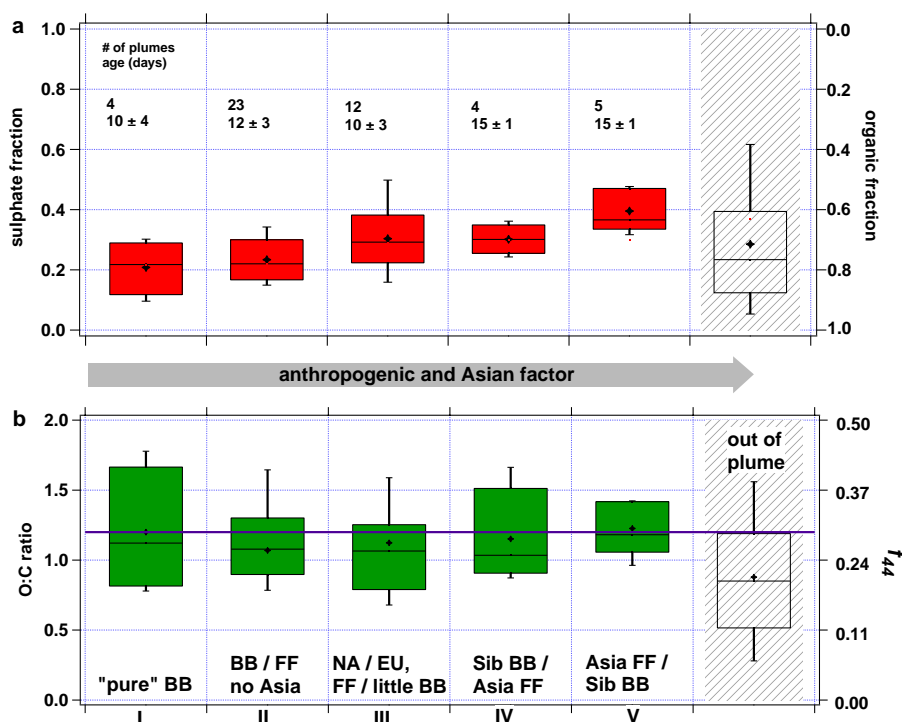 a
1.0
0.8
0.6
0.4
0.2
0.0
sulphate fraction
# of plumes
age (days)
4
10 ± 4
23
12 ± 3
12
10 ± 3
4
15 ± 1
5
15 ± 1
0.0
0.2
0.4
0.6
0.8
1.0
organic fraction
anthropogenic and Asian factor
b
2.0
1.5
1.0
0.5
0.0
O:C ratio
out of
plume
0.50
0.37
0.24
0.11
0.00
f44
"pure" BB
BB / FF
no Asia
NA / EU,
FF / little BB
Sib BB /
Asia FF
Asia FF /
Sib BB
I
II
III
IV
V